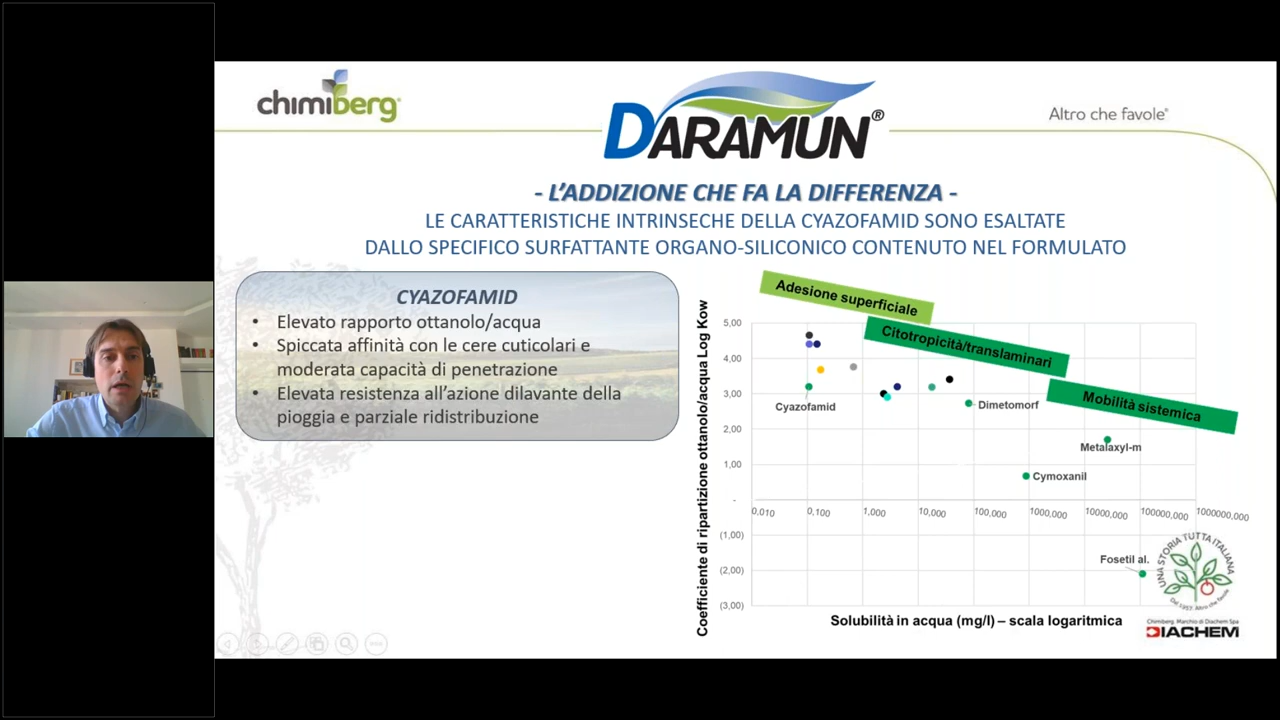 chimiberg®
DARAMUN®
Altro che favole®
- L'ADDIZIONE CHE FA LA DIFFERENZA -
LE CARATTERISTICHE INTRINSECHE DELLA CYAZOFAMID SONO ESALTATE
DALLO SPECIFICO SURFATTANTE ORGANO-SILICONICO CONTENUTO NEL FORMULATO
CYAZOFAMID
• Elevato rapporto ottanolo/acqua
• Spiccata affinità con le cere cuticolari e
moderata capacità di penetrazione
• Elevata resistenza all'azione dilavante della
pioggia e parziale ridistribuzione
Coefficiente di ripartizione ottanolo/acqua Log Kow
Adesione superficiale
Citotropicità/translaminari
Mobilità sistemica
5,00
4,00
3,00
2,00
1,00
-
(1,00)
(2,00)
(3,00)
Cyazofamid
Dimetomorf
Metalaxyl-m
Cymoxanil
Fosetil al.
0,010 0,100 1,000 10,000 100,000 1000,000 10000,000 100000,000 1000000,000
Solubilità in acqua (mg/l) – scala logaritmica
UNA STORIA TUTTA ITALIANA
Dal 1957. Altro che favole
Chimiberg. Marchio di Diachem Spa
DIACHEM